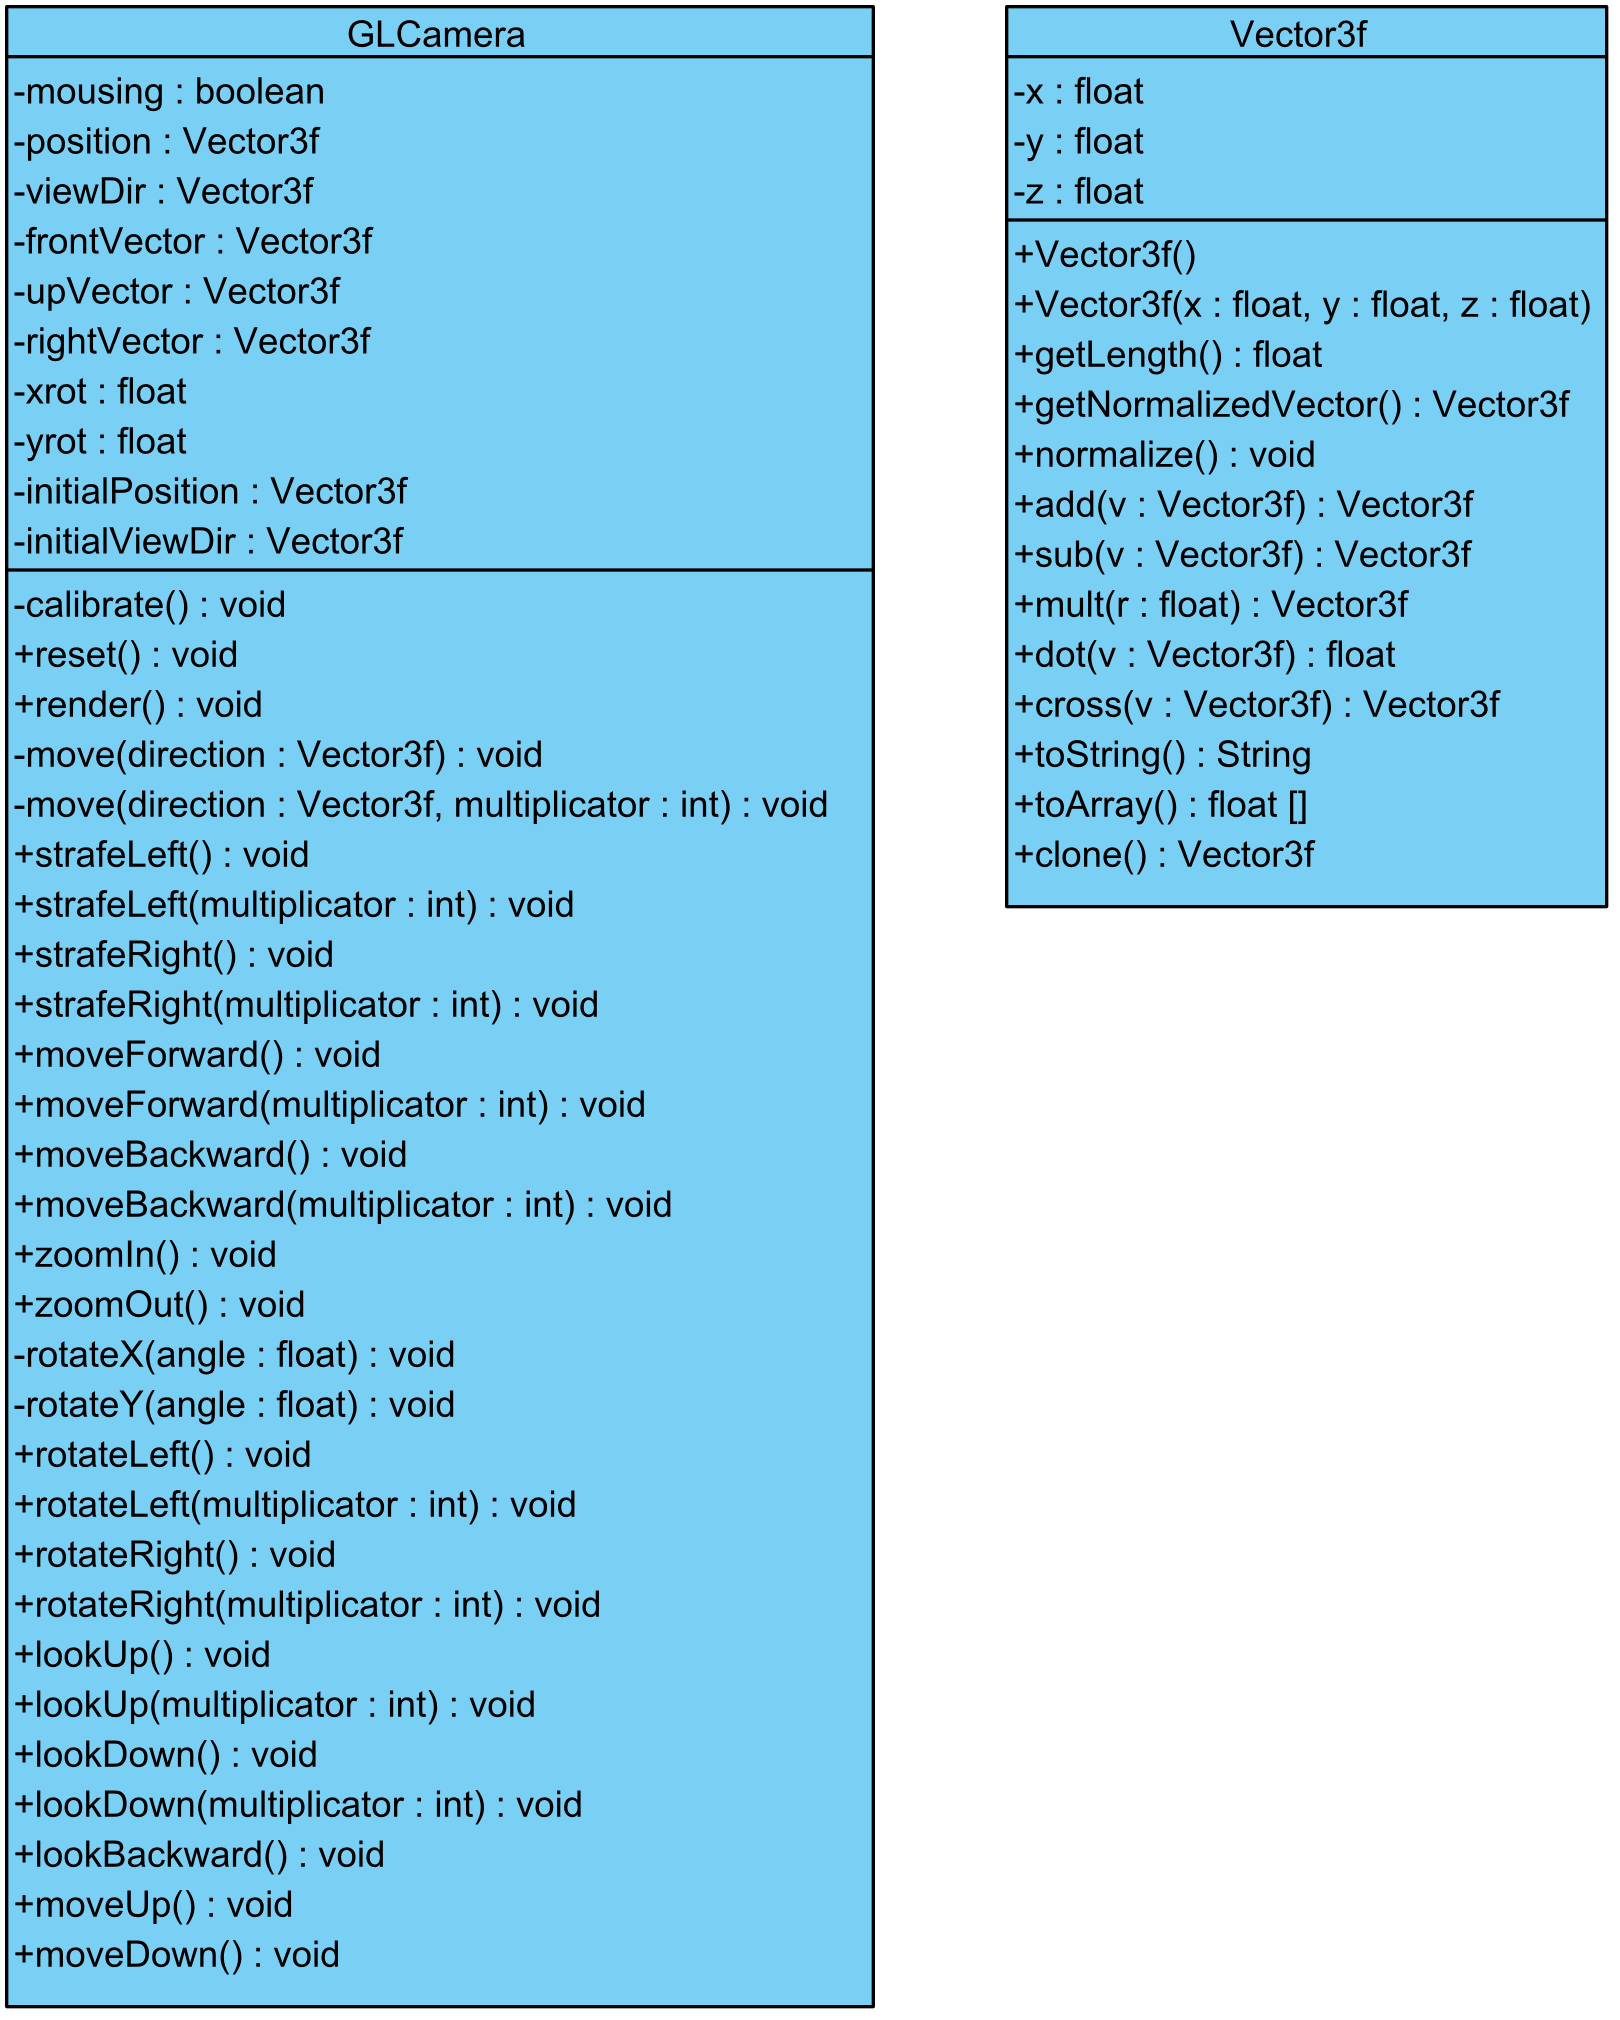 GLCamera
-mousing : boolean
-position : Vector3f
-viewDir : Vector3f
-frontVector : Vector3f
-upVector : Vector3f
-rightVector : Vector3f
-xrot : float
-yrot : float
-initialPosition : Vector3f
-initialViewDir : Vector3f
-calibrate() : void
+reset() : void
+render() : void
-move(direction : Vector3f) : void
-move(direction : Vector3f, multiplicator : int) : void
+strafeLeft() : void
+strafeLeft(multiplicator : int) : void
+strafeRight() : void
+strafeRight(multiplicator : int) : void
+moveForward() : void
+moveForward(multiplicator : int) : void
+moveBackward() : void
+moveBackward(multiplicator : int) : void
+zoomIn() : void
+zoomOut() : void
-rotateX(angle : float) : void
-rotateY(angle : float) : void
+rotateLeft() : void
+rotateLeft(multiplicator : int) : void
+rotateRight() : void
+rotateRight(multiplicator : int) : void
+lookUp() : void
+lookUp(multiplicator : int) : void
+lookDown() : void
+lookDown(multiplicator : int) : void
+lookBackward() : void
+moveUp() : void
+moveDown() : void
Vector3f
-x : float
-y : float
-z : float
+Vector3f()
+Vector3f(x : float, y : float, z : float)
+getLength() : float
+getNormalizedVector() : Vector3f
+normalize() : void
+add(v : Vector3f) : Vector3f
+sub(v : Vector3f) : Vector3f
+mult(r : float) : Vector3f
+dot(v : Vector3f) : float
+cross(v : Vector3f) : Vector3f
+toString() : String
+toArray() : float []
+clone() : Vector3f